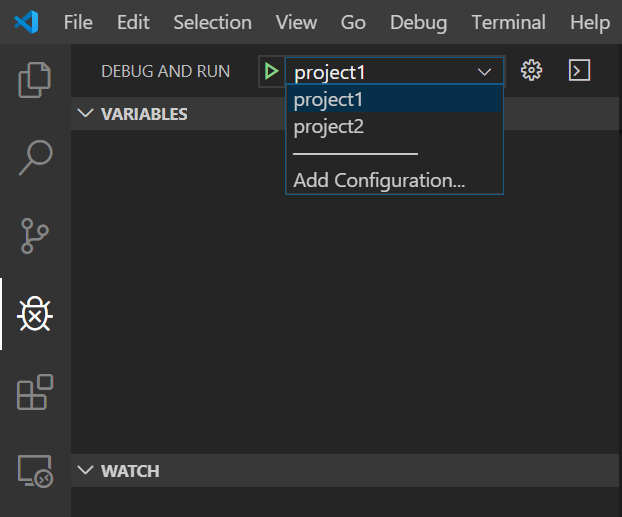 File Edit Selection View Go Debug Terminal Help
DEBUG AND RUN project1
project1
project2
Add Configuration...
VARIABLES
WATCH